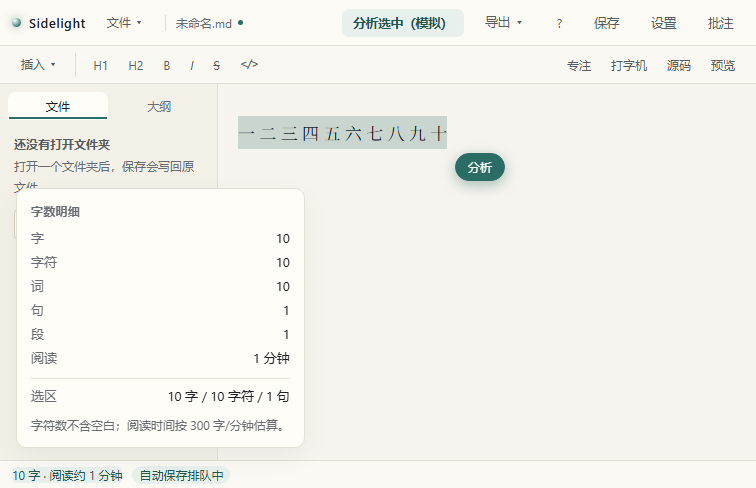 Sidelight 文件 未命名.md 分析选中（模拟） 导出 ? 保存 设置 批注
插入 H1 H2 B I S </> 专注 打字机 源码 预览
文件 大纲
还没有打开文件夹
打开一个文件夹后，保存会写回原
文件
一二三四五六七八九十
分析
字数明细
字 10
字符 10
词 10
句 1
段 1
阅读 1 分钟
选区 10 字 / 10 字符 / 1 句
字符数不含空白；阅读时间按 300 字/分钟估算。
10 字 · 阅读约 1 分钟 自动保存排队中